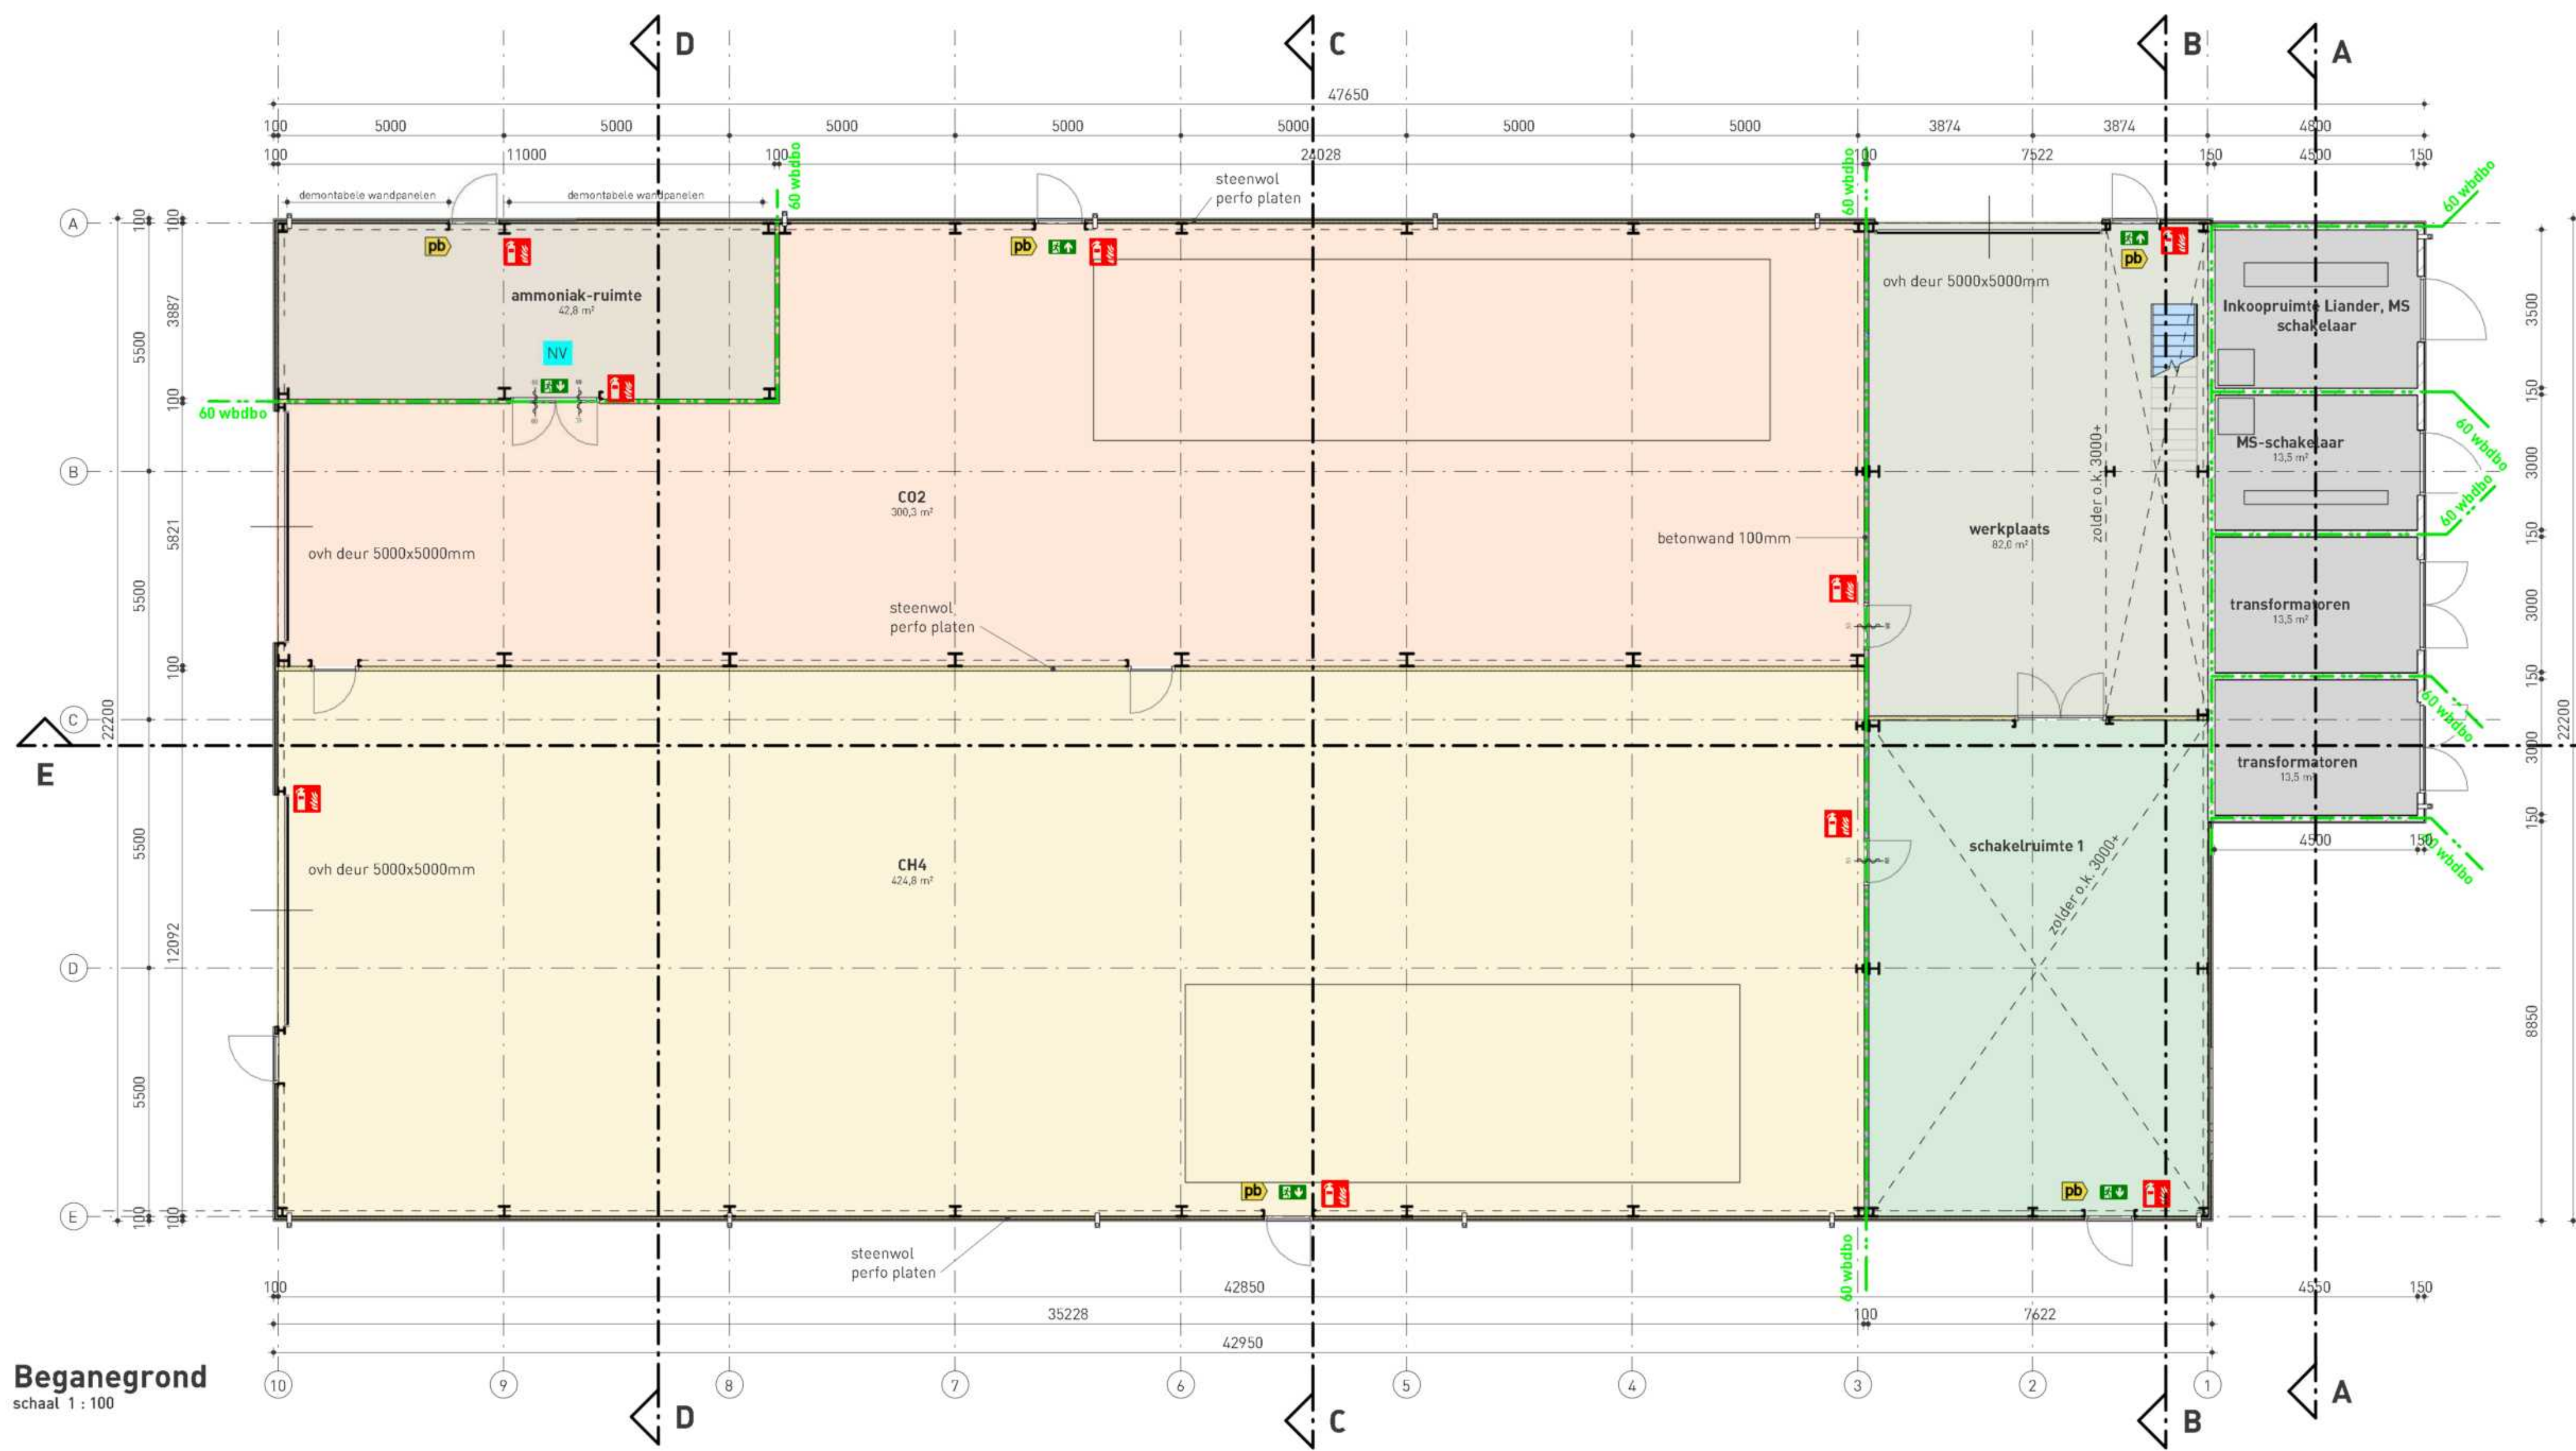 D
C
B
A
47650
100
5000
5000
5000
5000
5000
5000
5000
3874
3874
4800
100
11000
100
24028
100
7522
150
4500
150
60 wbdbo
60 wbdbo
60 wbdbo
demontabele wandpanelen
demontabele wandpanelen
steenwol
perfo platen
A
100
100
pb
pb
pb
ovh deur 5000x5000mm
ammoniak-ruimte
42,8 m²
NV
Inkoopruimte Liander, MS
schakelaar
3887
5500
3500
100
60 wbdbo
150
60 wbdbo
MS-schakelaar
13,5 m²
3000
B
zolder o.k. 3000+
CO2
300,3 m²
60 wbdbo
5821
ovh deur 5000x5000mm
betonwand 100mm
werkplaats
82,0 m²
150
5500
steenwol
perfo platen
transformatoren
13,5 m²
3000
100
150
60 wbdbo
C
22200
22200
E
3000
transformatoren
13,5 m²
150
5500
ovh deur 5000x5000mm
CH4
424,8 m²
schakelruimte 1
zolder o.k. 3000+
4500
150
60 wbdbo
12092
D
8850
5500
pb
pb
E
100
100
steenwol
perfo platen
60 wbdbo
100
42850
4550
150
35228
100
7622
42950
Beganegrond
schaal 1 : 100
10
9
8
7
6
5
4
3
2
1
D
C
B
A